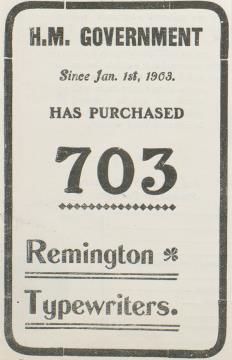 H.M. GOVERNMENT
Since Jan. 1st, 1903.
HAS PURCHASED
703
Remington
Typewriters.